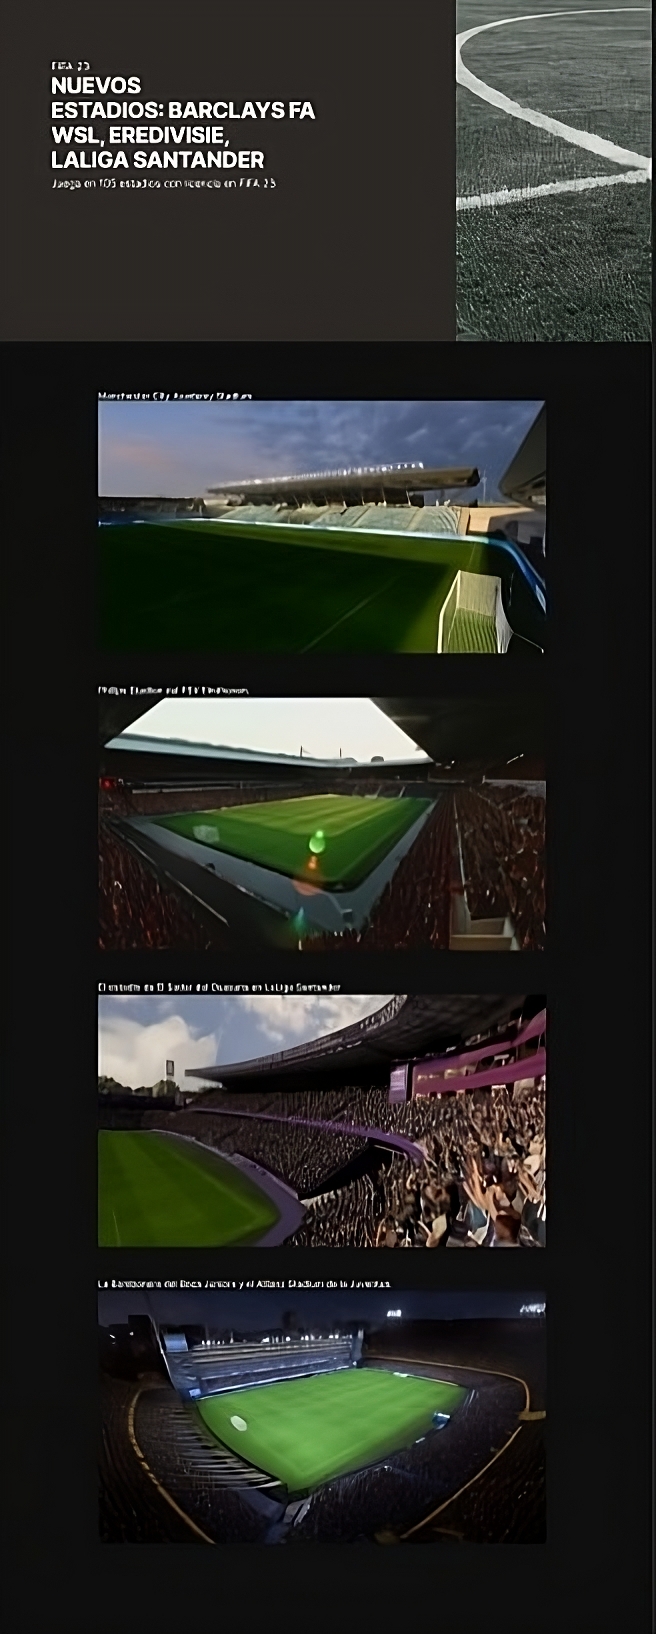 FIFA 23
NUEVOS
ESTADIOS: BARCLAYS FA
WSL, EREDIVISIE,
LALIGA SANTANDER
Juega en 105 estadios con licencia en FIFA 23
Manchester City Academy Stadium
Philips Stadion del PSV Eindhoven
El estadio de El Sadar del Osasuna en LaLiga Santander
La Bombonera del Boca Juniors y el Allianz Stadium de la Juventus